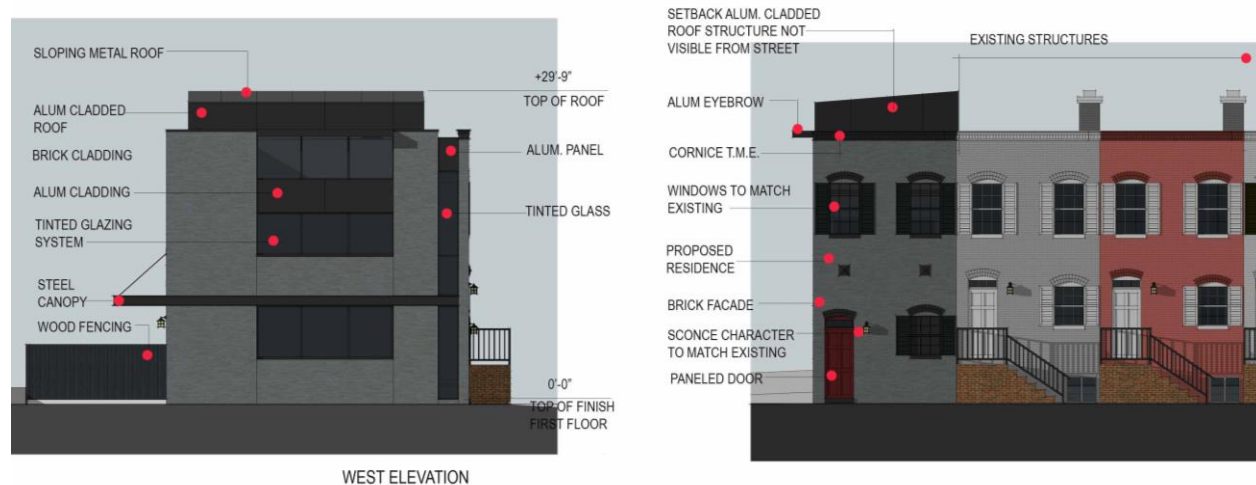 SLOPING METAL ROOF
ALUM CLADDED
ROOF
BRICK CLADDING
ALUM CLADDING
TINTED GLAZING
SYSTEM
STEEL
CANOPY
WOOD FENCING
+29'-9"
TOP OF ROOF
ALUM. PANEL
TINTED GLASS
0'-0"
TOP OF FINISH
FIRST FLOOR
WEST ELEVATION
SETBACK ALUM. CLADDED
ROOF STRUCTURE NOT
VISIBLE FROM STREET
EXISTING STRUCTURES
ALUM EYEBROW
CORNICE T.M.E.
WINDOWS TO MATCH
EXISTING
PROPOSED
RESIDENCE
BRICK FACADE
SCONCE CHARACTER
TO MATCH EXISTING
PANELED DOOR